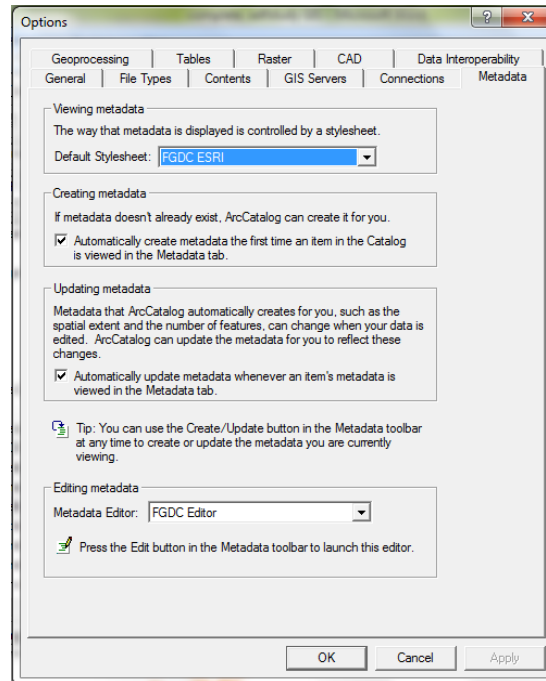 Options
Geoprocessing Tables Raster CAD Data Interoperability
General File Types Contents GIS Servers Connections Metadata
Viewing metadata
The way that metadata is displayed is controlled by a stylesheet.
Default Stylesheet: FGDC ESRI
Creating metadata
If metadata doesn't already exist, ArcCatalog can create it for you.
Automatically create metadata the first time an item in the Catalog
is viewed in the Metadata tab.
Updating metadata
Metadata that ArcCatalog automatically creates for you, such as the
spatial extent and the number of features, can change when your data is
edited. ArcCatalog can update the metadata for you to reflect these
changes.
Automatically update metadata whenever an item's metadata is
viewed in the Metadata tab.
Tip: You can use the Create/Update button in the Metadata toolbar
at any time to create or update the metadata you are currently
viewing.
Editing metadata
Metadata Editor: FGDC Editor
Press the Edit button in the Metadata toolbar to launch this editor.
OK Cancel Apply